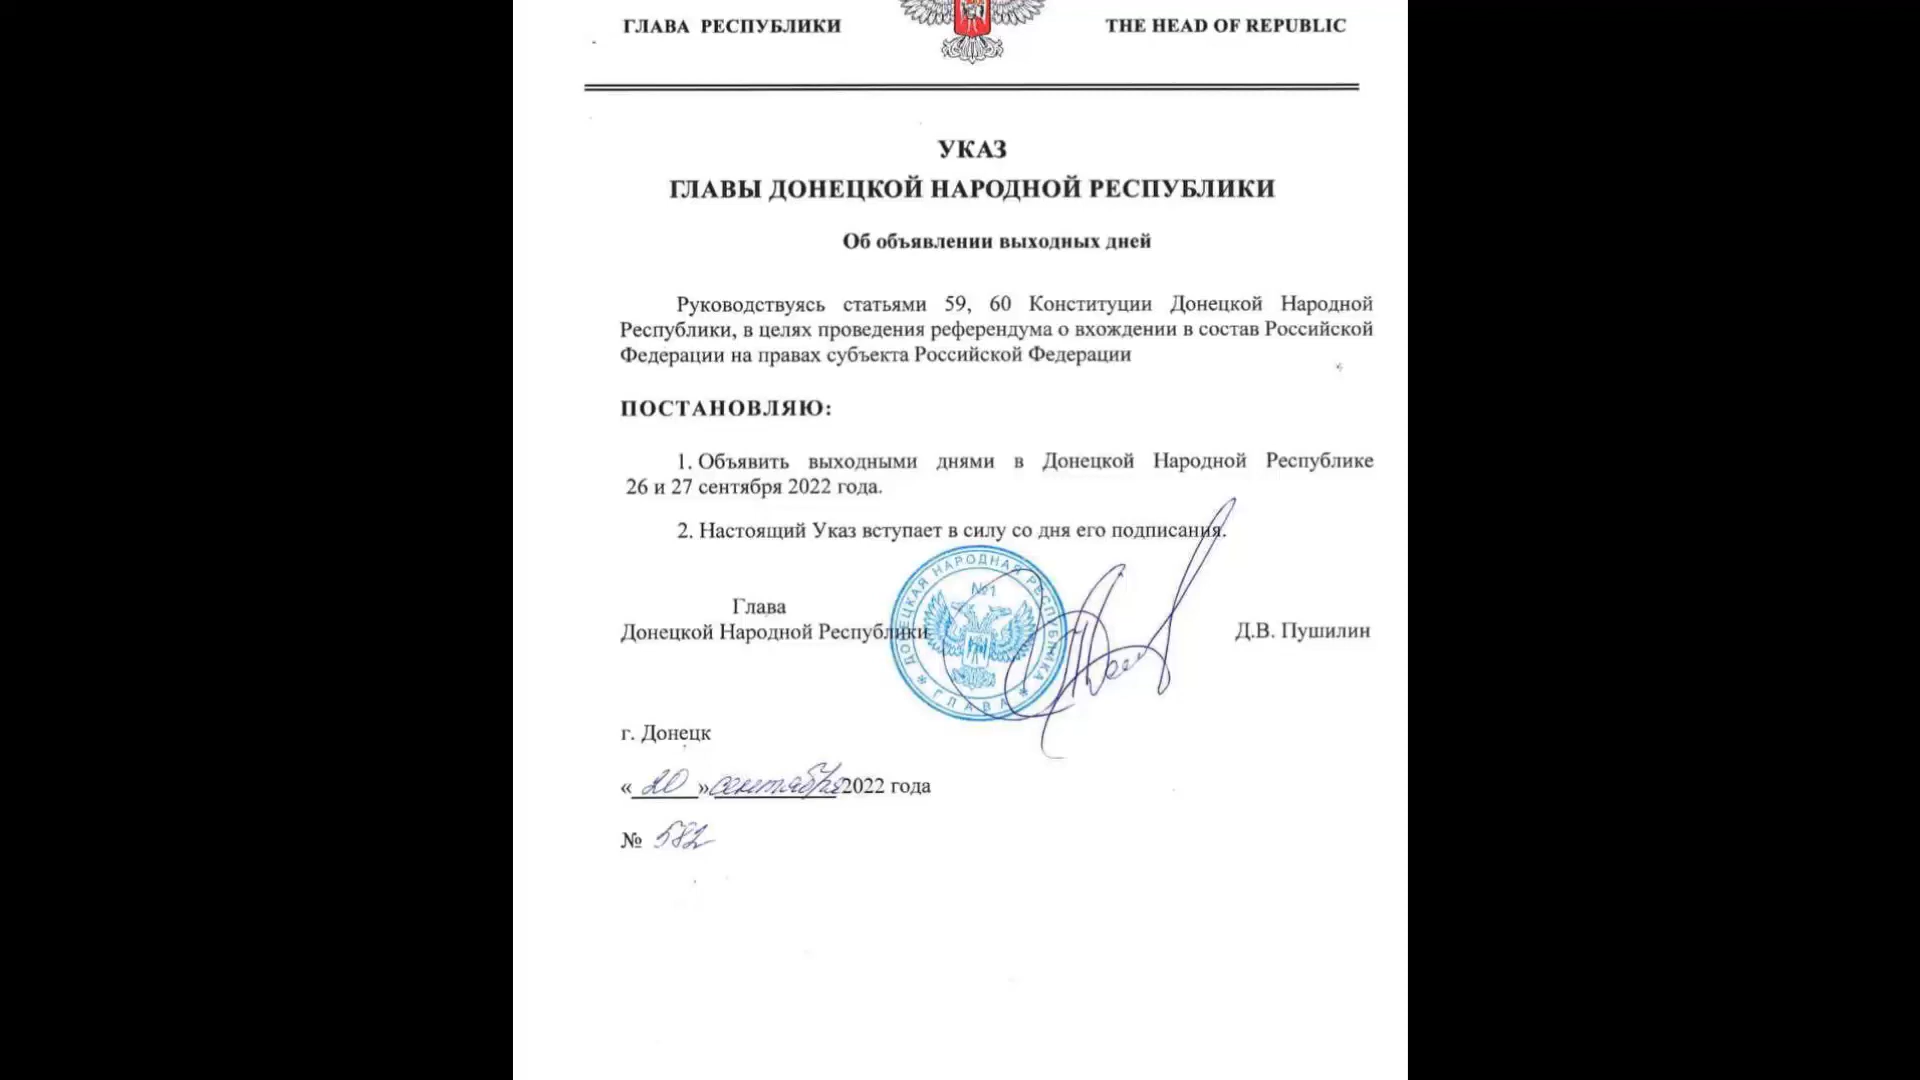 ГЛАВА РЕСПУБЛИКИ
THE HEAD OF REPUBLIC
УКАЗ
ГЛАВЫ ДОНЕЦКОЙ НАРОДНОЙ РЕСПУБЛИКИ
Об объявлении выходных дней
Руководствуясь статьями 59, 60 Конституции Донецкой Народной
Республики, в целях проведения референдума о вхождении в состав Российской
Федерации на правах субъекта Российской Федерации
ПОСТАНОВЛЯЮ:
1. Объявить выходными днями в Донецкой Народной Республике
26 и 27 сентября 2022 года.
2. Настоящий Указ вступает в силу со дня его подписания.
Глава
Донецкой Народной Республики
ДОНЕЦКАЯ НАРОДНАЯ РЕСПУБЛИКА
№1
* ГЛАВА *
Д.В. Пушилин
г. Донецк
«20» сентября 2022 года
№ 582